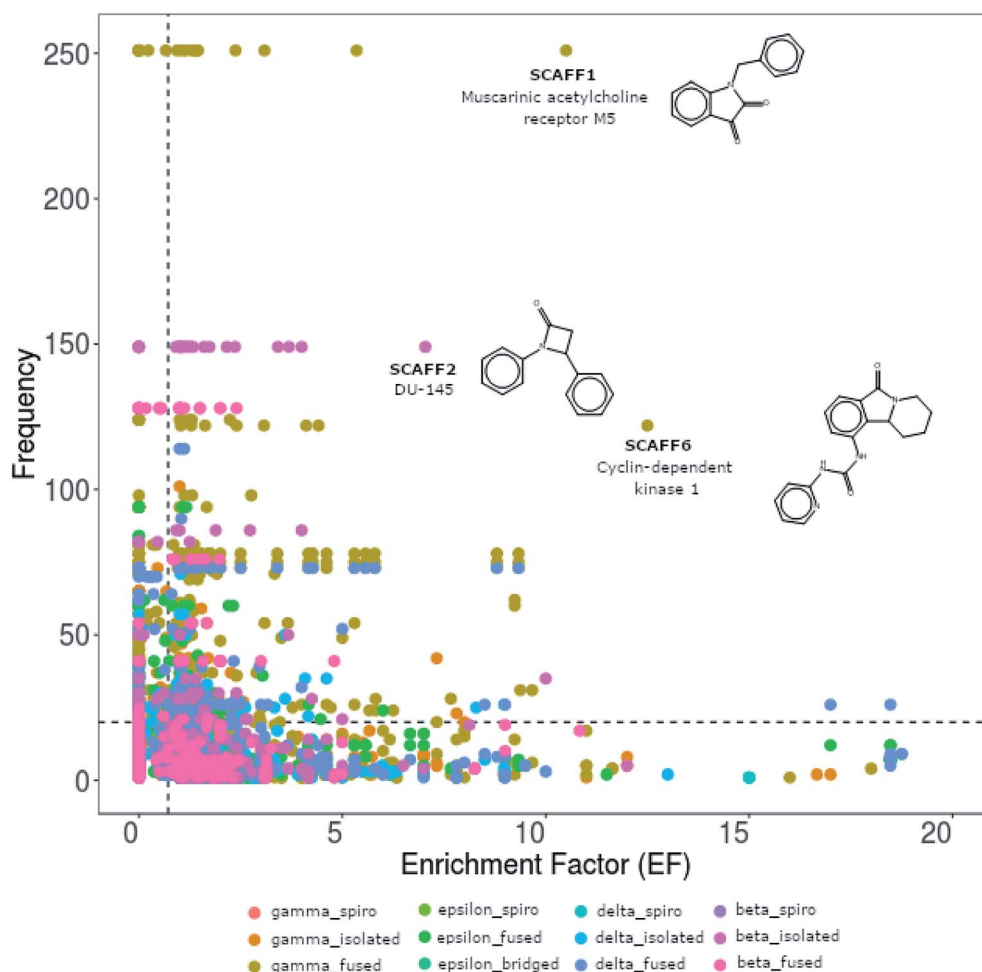 250
SCAFF1
Muscarinic acetylcholine
receptor M5
N
O
O
200
Frequency
150
O
N
SCAFF2
DU-145
O
N
SCAFF6
Cyclin-dependent
kinase 1
NH
H
N
O
N
100
50
0
0 5 10 15 20
Enrichment Factor (EF)
gamma_spiro epsilon_spiro delta_spiro beta_spiro
gamma_isolated epsilon_fused delta_isolated beta_isolated
gamma_fused epsilon_bridged delta_fused beta_fused